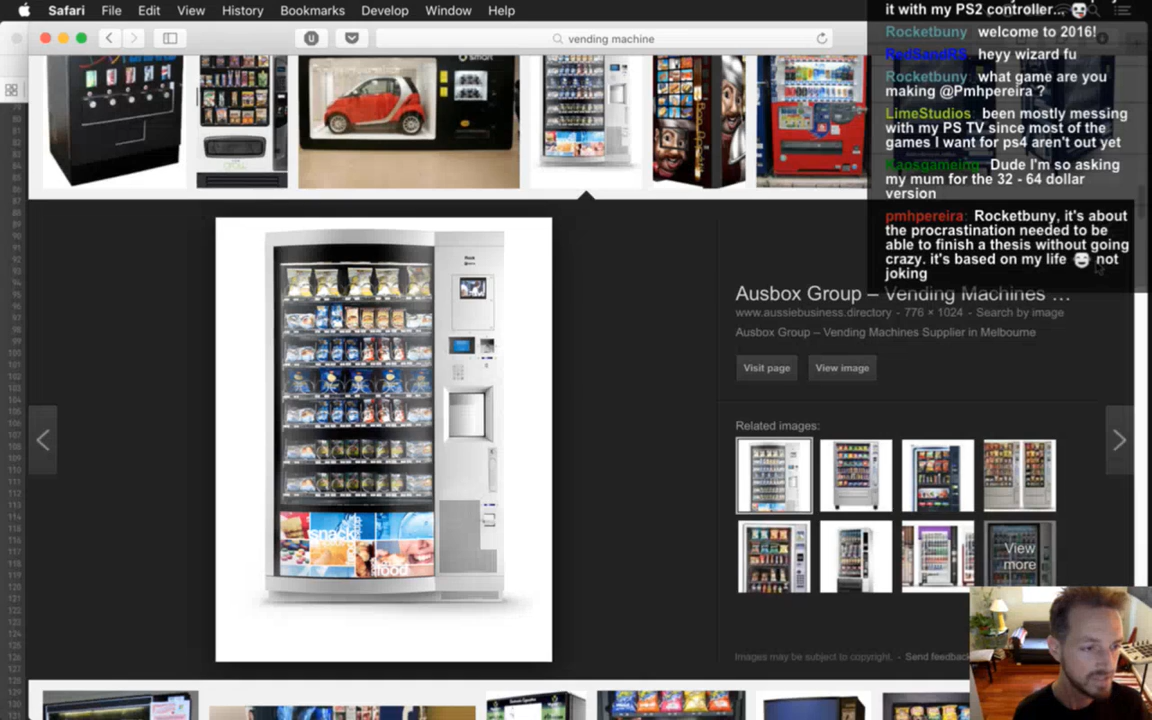 Safari File Edit View History Bookmarks Develop Window Help
vending machine
smart
it with my PS2 controller...
Rocketbuny welcome to 2016!
RedSandRS heyy wizard fu
Rocketbuny what game are you
making @Pmhpereira ?
LimeStudios been mostly messing
with my PS TV since most of the
games I want for ps4 aren't out yet
Kapsgameing Dude I'm so asking
my mum for the 32 - 64 dollar
version
pmhpereira: Rocketbuny, it's about
the procrastination needed to be
able to finish a thesis without going
crazy. it's based on my life not
joking
Ausbox Group – Vending Machines ...
www.aussiebusiness.directory - 776 × 1024 - Search by image
Ausbox Group – Vending Machines Supplier in Melbourne
Visit page
View image
Related images:
View
more
snack
food
Images may be subject to copyright. - Send feedback